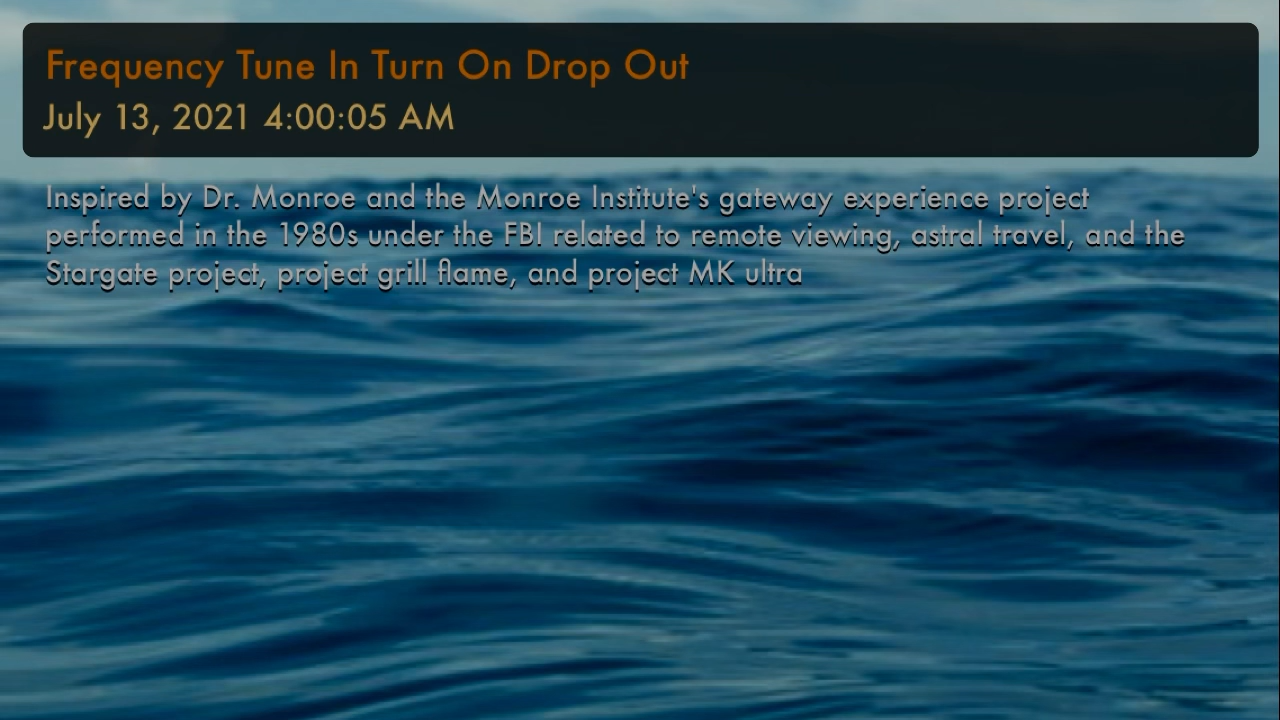 Frequency Tune In Turn On Drop Out
July 13, 2021 4:00:05 AM
Inspired by Dr. Monroe and the Monroe Institute's gateway experience project
performed in the 1980s under the FBI related to remote viewing, astral travel, and the
Stargate project, project grill flame, and project MK ultra